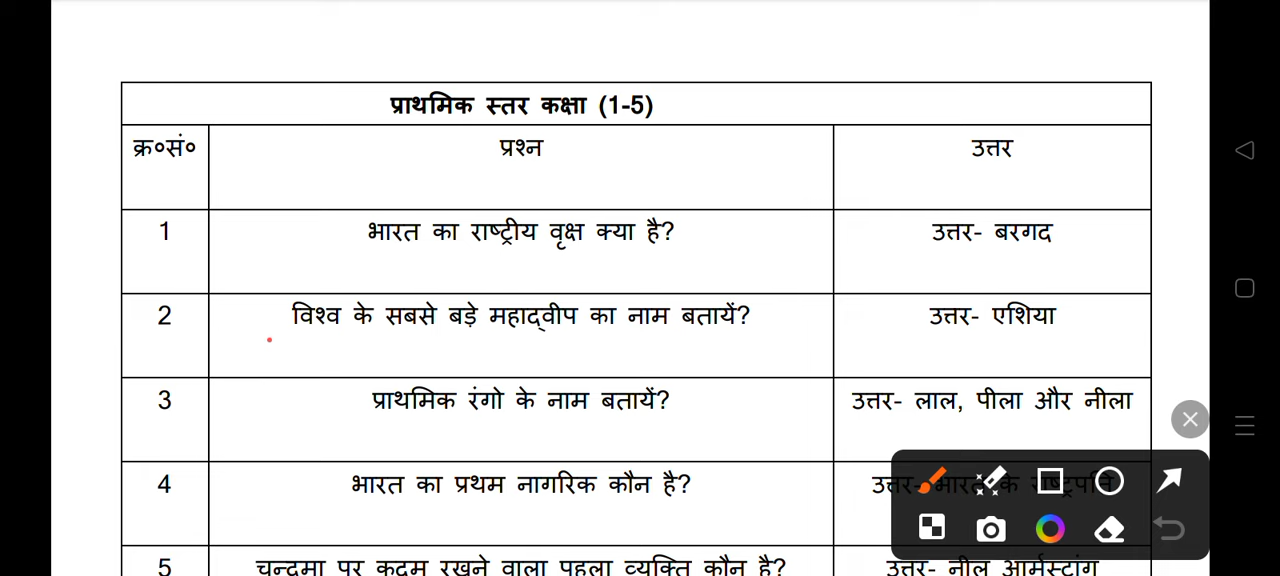 प्राथमिक स्तर कक्षा (1-5)
क्र०सं० प्रश्न उत्तर
1 भारत का राष्ट्रीय वृक्ष क्या है? उत्तर- बरगद
2 विश्व के सबसे बड़े महाद्वीप का नाम बतायें? उत्तर- एशिया
3 प्राथमिक रंगो के नाम बतायें? उत्तर- लाल, पीला और नीला
4 भारत का प्रथम नागरिक कौन है? उत्तर- भारत के राष्ट्रपति
5 चन्द्रमा पर कदम रखने वाला पहला व्यक्ति कौन है? उत्तर- नील आर्मस्ट्रांग